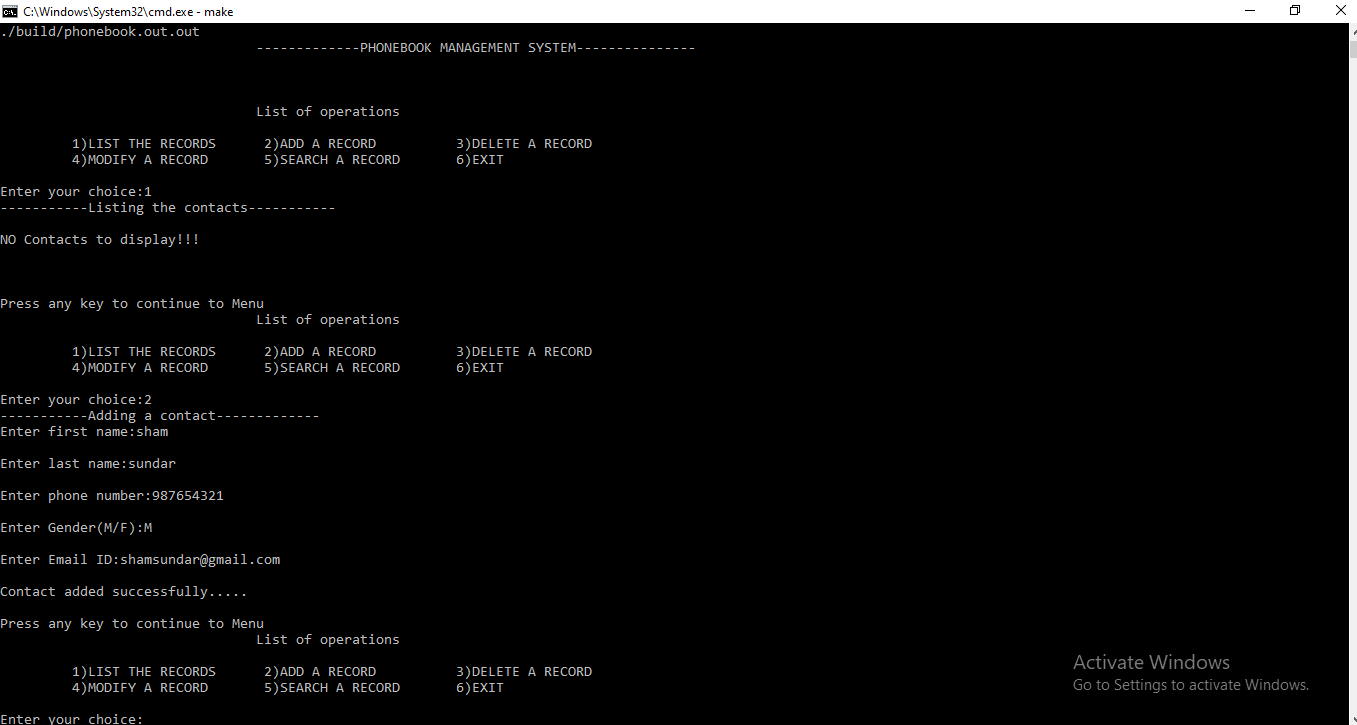 C:\Windows\System32\cmd.exe - make
./build/phonebook.out.out
-------------PHONEBOOK MANAGEMENT SYSTEM---------------
List of operations
1)LIST THE RECORDS 2)ADD A RECORD 3)DELETE A RECORD
4)MODIFY A RECORD 5)SEARCH A RECORD 6)EXIT
Enter your choice:1
-----------Listing the contacts-----------
NO Contacts to display!!!
Press any key to continue to Menu
List of operations
1)LIST THE RECORDS 2)ADD A RECORD 3)DELETE A RECORD
4)MODIFY A RECORD 5)SEARCH A RECORD 6)EXIT
Enter your choice:2
-----------Adding a contact-------------
Enter first name:sham
Enter last name:sundar
Enter phone number:987654321
Enter Gender(M/F):M
Enter Email ID:shamsundar@gmail.com
Contact added successfully.....
Press any key to continue to Menu
List of operations
1)LIST THE RECORDS 2)ADD A RECORD 3)DELETE A RECORD
4)MODIFY A RECORD 5)SEARCH A RECORD 6)EXIT
Enter your choice:
Activate Windows
Go to Settings to activate Windows.